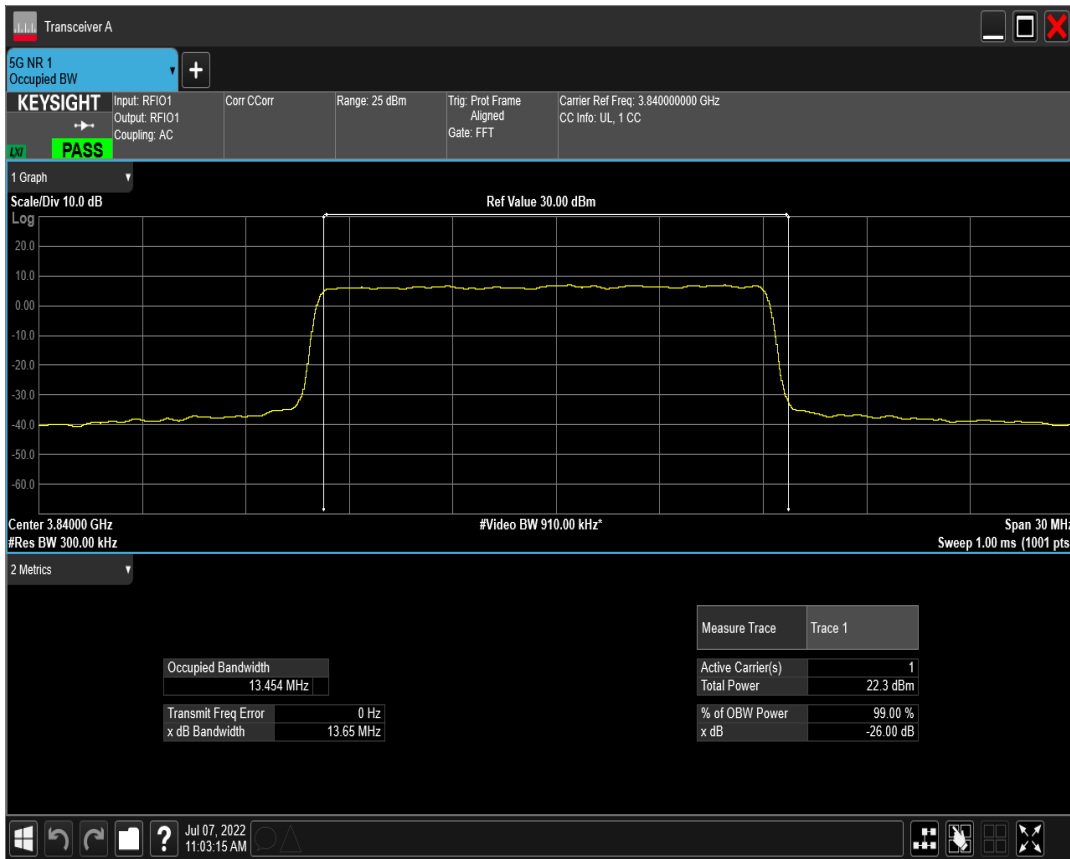 Transceiver A
5G NR 1
Occupied BW
KEYSIGHT
LXI
PASS
Input: RFIO1
Output: RFIO1
Coupling: AC
Corr CCorr
Range: 25 dBm
Trig: Prot Frame
Aligned
Gate: FFT
Carrier Ref Freq: 3.840000000 GHz
CC Info: UL, 1 CC
1 Graph
Scale/Div 10.0 dB
Ref Value 30.00 dBm
Log
20.0
10.0
0.00
-10.0
-20.0
-30.0
-40.0
-50.0
-60.0
Center 3.84000 GHz
#Video BW 910.00 kHz*
Span 30 MHz
#Res BW 300.00 kHz
Sweep 1.00 ms (1001 pts
2 Metrics
Measure Trace Trace 1
Occupied Bandwidth
13.454 MHz
Active Carrier(s) 1
Total Power 22.3 dBm
Transmit Freq Error 0 Hz
x dB Bandwidth 13.65 MHz
% of OBW Power 99.00 %
x dB -26.00 dB
?
Jul 07, 2022
11:03:15 AM